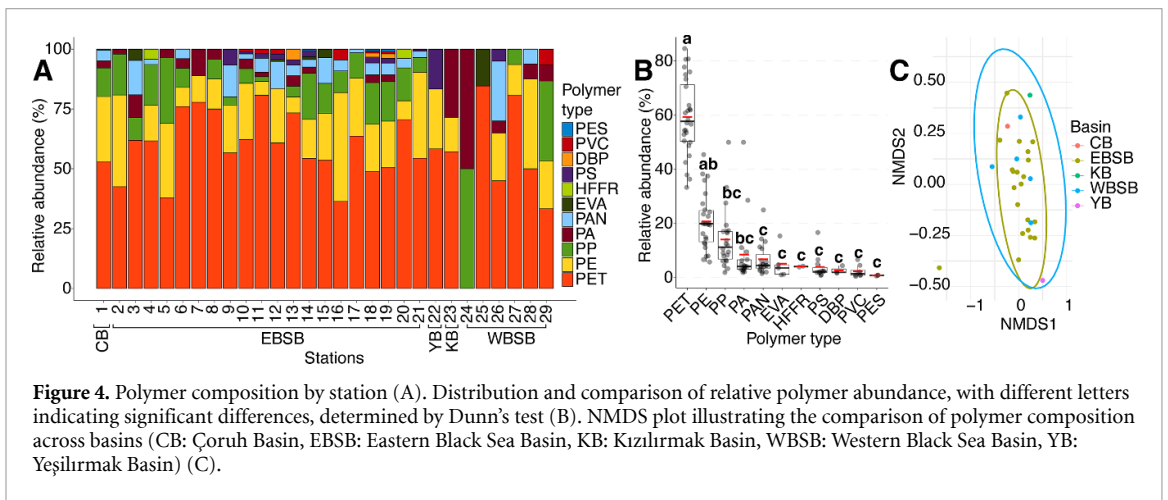 A
Relative abundance (%)
100
75
50
25
0
1 2 3 4 5 6 7 8 9 10 11 12 13 14 15 16 17 18 19 20 21 22 23 24 25 26 27 28 29
CB EBSB YB KB WBSB
Stations
Polymer
type
PES
PVC
DBP
PS
HFFR
EVA
PAN
PA
PP
PE
PET
B
Relative abundance (%)
80
60
40
20
0
a
ab
bc
bc
c
c
c
c
c
c
c
PET PE PP PA PAN EVA HFFR PS DBP PVC PES
Polymer type
C
NMDS2
0.50
0.25
0.00
−0.25
−0.50
−1 0 1
NMDS1
Basin
CB
EBSB
KB
WBSB
YB
Figure 4. Polymer composition by station (A). Distribution and comparison of relative polymer abundance, with different letters
indicating significant differences, determined by Dunn's test (B). NMDS plot illustrating the comparison of polymer composition
across basins (CB: Çoruh Basin, EBSB: Eastern Black Sea Basin, KB: Kızılırmak Basin, WBSB: Western Black Sea Basin, YB:
Yeşilırmak Basin) (C).